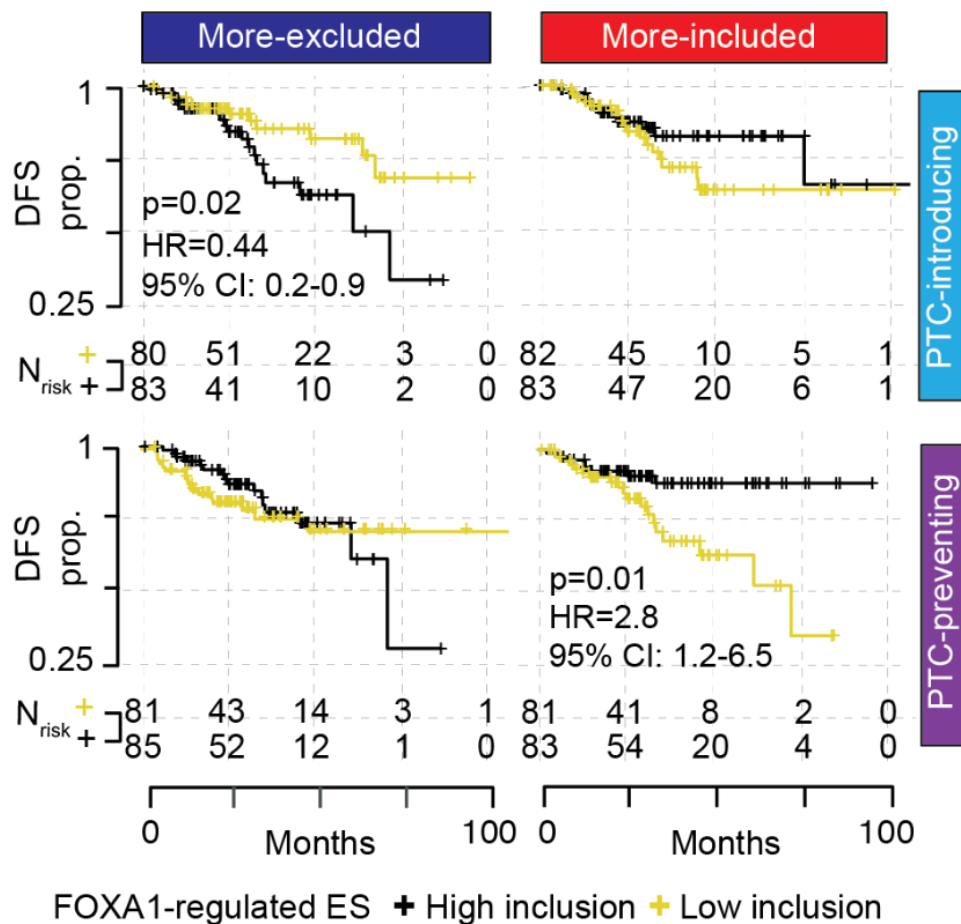 More-excluded
More-included
1
DFS
prop.
0.25
p=0.02
HR=0.44
95% CI: 0.2-0.9
PTC-introducing
N risk
+ 80 51 22 3 0
+ 83 41 10 2 0
82 45 10 5 1
83 47 20 6 1
1
DFS
prop.
0.25
p=0.01
HR=2.8
95% CI: 1.2-6.5
PTC-preventing
N risk
+ 81 43 14 3 1
+ 85 52 12 1 0
81 41 8 2 0
83 54 20 4 0
0 Months 100
0 Months 100
FOXA1-regulated ES + High inclusion + Low inclusion